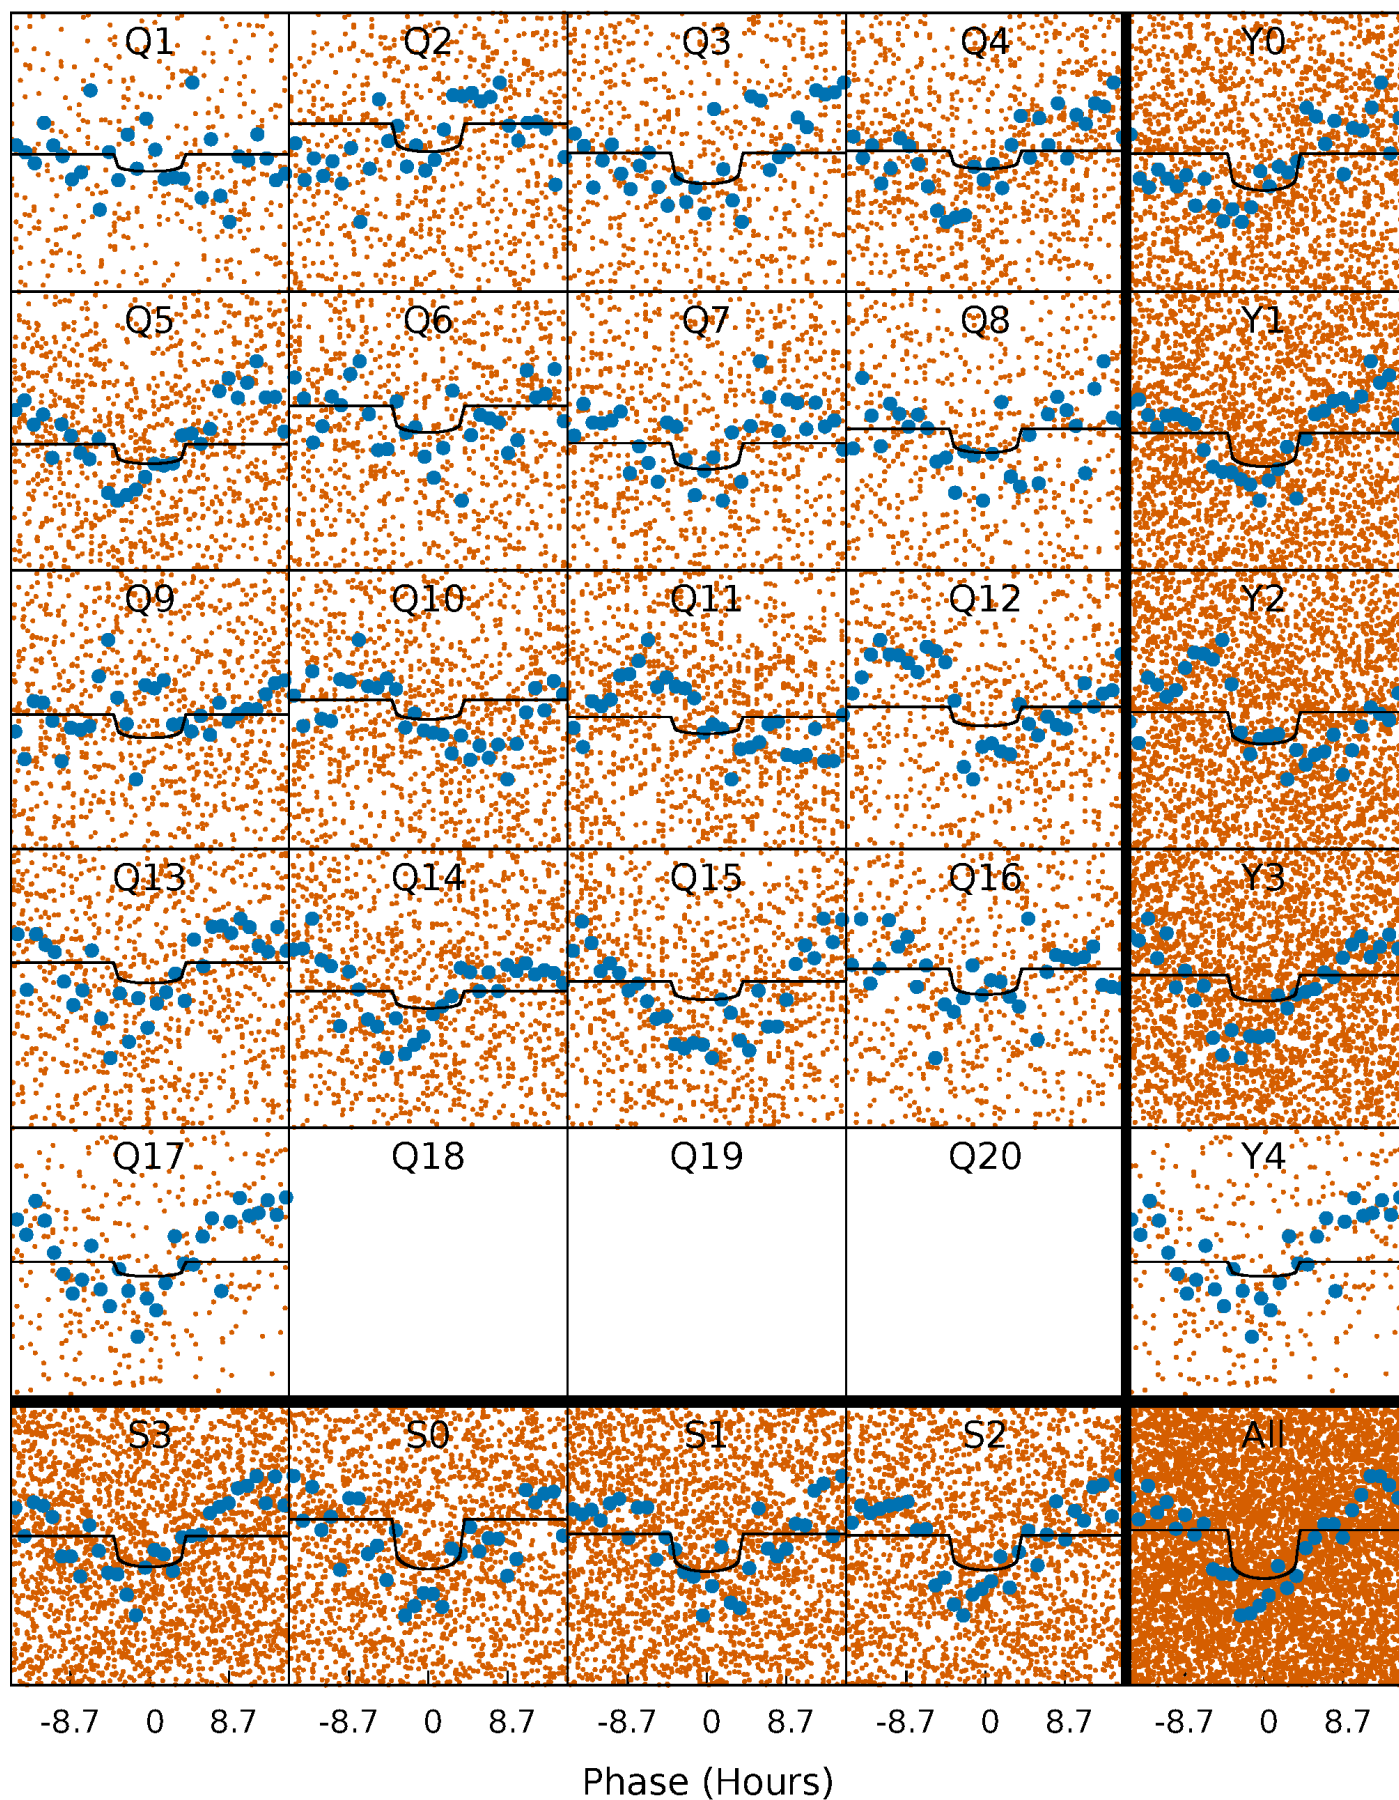 Q1 Q2 Q3 Q4 Y0
Q5 Q6 Q7 Q8 Y1
Q9 Q10 Q11 Q12 Y2
Q13 Q14 Q15 Q16 Y3
Q17 Q18 Q19 Q20 Y4
S3 S0 S1 S2 All
-8.7 0 8.7 -8.7 0 8.7 -8.7 0 8.7 -8.7 0 8.7 -8.7 0 8.7
Phase (Hours)